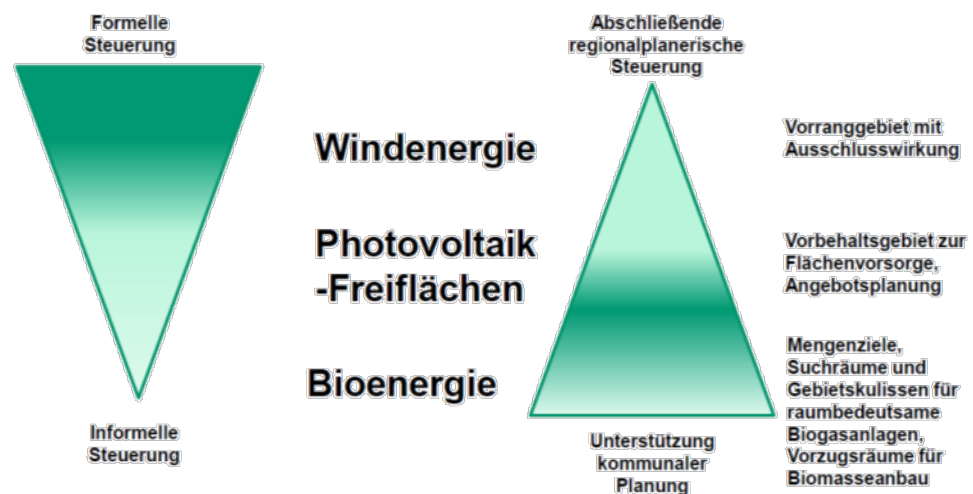 Formelle
Steuerung
Abschließende
regionalplanerische
Steuerung
Windenergie
Vorranggebiet mit
Ausschlusswirkung
Photovoltaik
-Freiflächen
Vorbehaltsgebiet zur
Flächenvorsorge,
Angebotsplanung
Bioenergie
Mengenziele,
Suchräume und
Gebietskulissen für
raumbedeutsame
Biogasanlagen,
Vorzugsräume für
Biomasseanbau
Informelle
Steuerung
Unterstützung
kommunaler
Planung